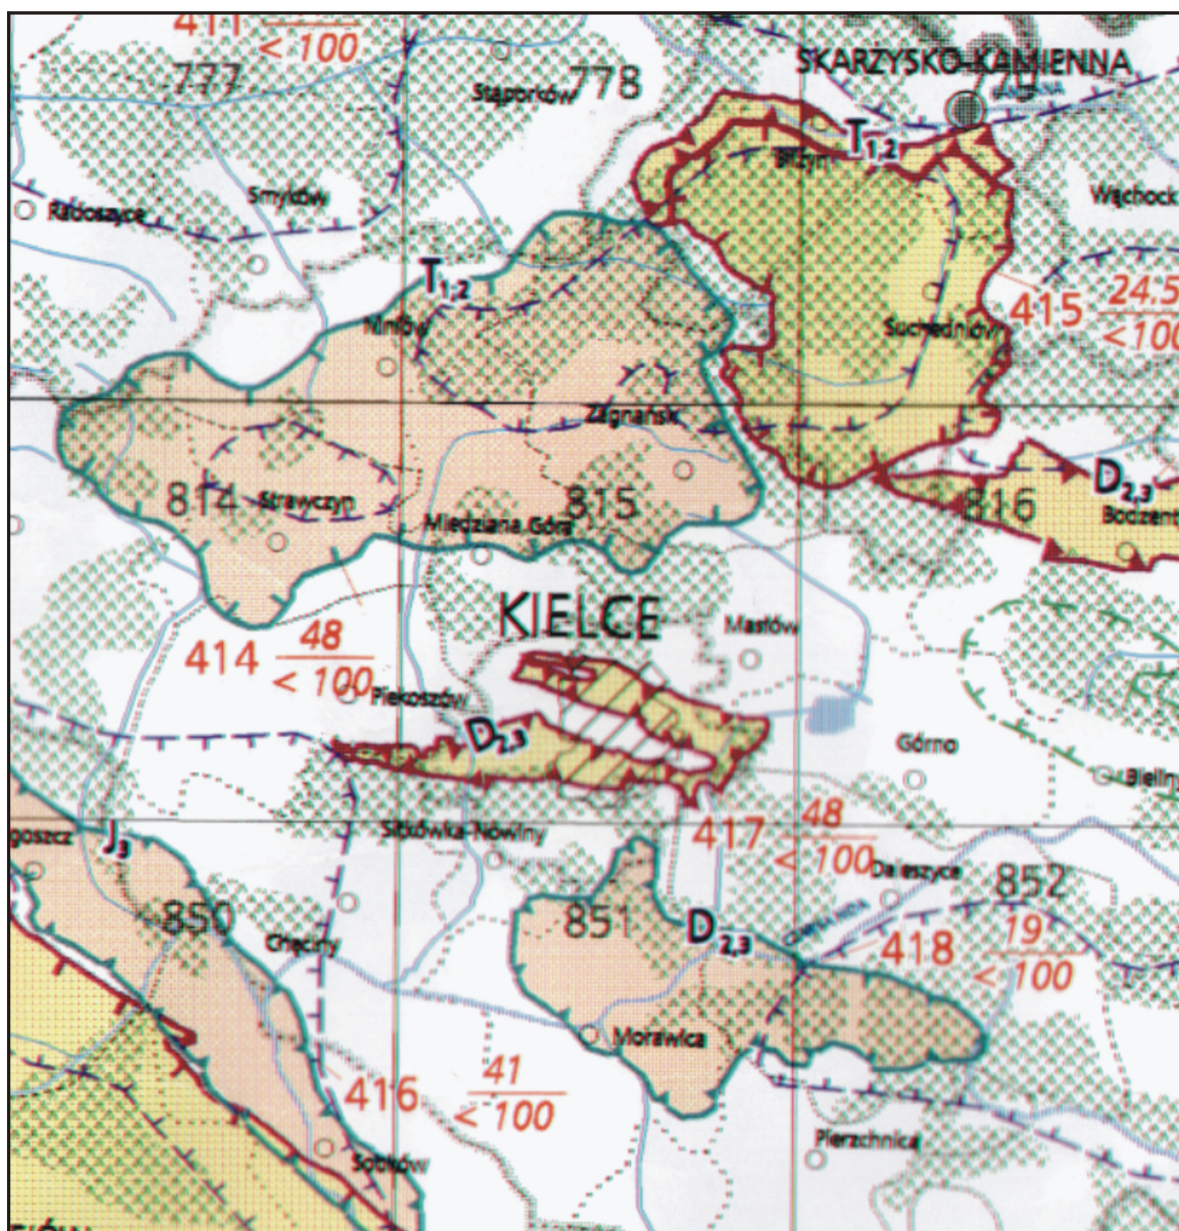 411
< 100
777
778
SKARŻYSKO-KAMIENNA
Stąporków
Bliżyn
T1,2
Smyków
Radoszyce
Wąchock
T1,2
415
24.5
< 100
Suchedniów
Zagnańsk
814
Strawczyn
815
816
D2,3
Miedziana Góra
KIELCE
Masłów
414
48
< 100
Piekoszów
D2,3
Górno
Bieliny
J3
Sitkówka-Nowiny
417
48
< 100
Daleszyce
852
850
851
Chęciny
D2,3
418
19
< 100
Morawica
416
41
< 100
Pierzchnica
Sobków